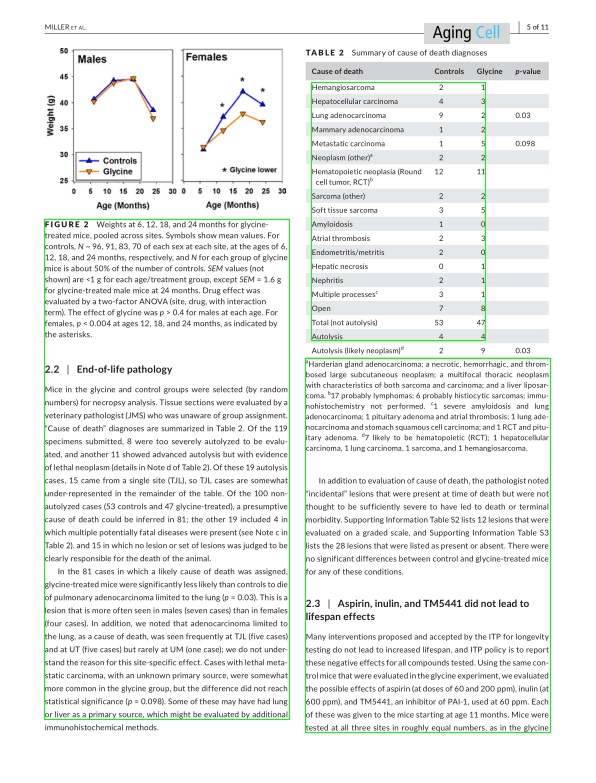 MILLER ET AL.
Aging Cell
5 of 11
Males
Females
Weight (g)
50
45
40
35
30
25
Controls
Glycine
* Glycine lower
0 6 12 18 24 30
0 6 12 18 24 30
Age (Months)
Age (Months)
FIGURE 2 Weights at 6, 12, 18, and 24 months for glycine-
treated mice, pooled across sites. Symbols show mean values. For
controls, N ~ 96, 91, 83, 70 of each sex at each site, at the ages of 6,
12, 18, and 24 months, respectively, and N for each group of glycine
mice is about 50% of the number of controls. SEM values (not
shown) are <1 g for each age/treatment group, except SEM = 1.6 g
for glycine-treated male mice at 24 months. Drug effect was
evaluated by a two-factor ANOVA (site, drug, with interaction
term). The effect of glycine was p > 0.4 for males at each age. For
females, p < 0.004 at ages 12, 18, and 24 months, as indicated by
the asterisks.
2.2 | End-of-life pathology
Mice in the glycine and control groups were selected (by random
numbers) for necropsy analysis. Tissue sections were evaluated by a
veterinary pathologist (JMS) who was unaware of group assignment.
"Cause of death" diagnoses are summarized in Table 2. Of the 119
specimens submitted, 8 were too severely autolyzed to be evalu-
ated, and another 11 showed advanced autolysis but with evidence
of lethal neoplasm (details in Note d of Table 2). Of these 19 autolysis
cases, 15 came from a single site (TJL), so TJL cases are somewhat
under-represented in the remainder of the table. Of the 100 non-
autolyzed cases (53 controls and 47 glycine-treated), a presumptive
cause of death could be inferred in 81; the other 19 included 4 in
which multiple potentially fatal diseases were present (see Note c in
Table 2). and 15 in which no lesion or set of lesions was judged to be
clearly responsible for the death of the animal.
In the 81 cases in which a likely cause of death was assigned,
glycine-treated mice were significantly less likely than controls to die
of pulmonary adenocarcinoma limited to the lung (p = 0.03). This is a
lesion that is more often seen in males (seven cases) than in females
(four cases). In addition, we noted that adenocarcinoma limited to
the lung, as a cause of death, was seen frequently at TJL (five cases)
and at UT (five cases) but rarely at UM (one case); we do not under-
stand the reason for this site-specific effect. Cases with lethal meta-
static carcinoma, with an unknown primary source, were somewhat
more common in the glycine group, but the difference did not reach
statistical significance (p = 0.098). Some of these may have had lung
or liver as a primary source, which might be evaluated by additional
immunohistochemical methods.
TABLE 2 Summary of cause of death diagnoses
Cause of death Controls Glycine p-value
Hemangiosarcoma 2 1
Hepatocellular carcinoma 4 3
Lung adenocarcinoma 9 2 0.03
Mammary adenocarcinoma 1 2
Metastatic carcinoma 1 5 0.098
Neoplasm (other)a 2 2
Hematopoietic neoplasia (Round 12 11
cell tumor, RCT)b
Sarcoma (other) 2 2
Soft tissue sarcoma 3 5
Amyloidosis 1 0
Atrial thrombosis 2 3
Endometritis/metritis 2 0
Hepatic necrosis 0 1
Nephritis 2 1
Multiple processesc 3 1
Open 7 8
Total (not autolysis) 53 47
Autolysis 4 4
Autolysis (likely neoplasm)d 2 9 0.03
aHarderian gland adenocarcinoma; a necrotic, hemorrhagic, and throm-
bosed large subcutaneous neoplasm; a multifocal thoracic neoplasm
with characteristics of both sarcoma and carcinoma; and a liver liposar-
coma. b17 probably lymphomas; 6 probably histiocytic sarcomas; immu-
nohistochemistry not performed. c1 severe amyloidosis and lung
adenocarcinoma; 1 pituitary adenoma and atrial thrombosis; 1 lung ade-
nocarcinoma and stomach squamous cell carcinoma; and 1 RCT and pitu-
itary adenoma. d7 likely to be hematopoietic (RCT); 1 hepatocellular
carcinoma, 1 lung carcinoma, 1 sarcoma, and 1 hemangiosarcoma.
In addition to evaluation of cause of death, the pathologist noted
"incidental" lesions that were present at time of death but were not
thought to be sufficiently severe to have led to death or terminal
morbidity. Supporting Information Table S2 lists 12 lesions that were
evaluated on a graded scale, and Supporting Information Table S3
lists the 28 lesions that were listed as present or absent. There were
no significant differences between control and glycine-treated mice
for any of these conditions.
2.3 | Aspirin, inulin, and TM5441 did not lead to
lifespan effects
Many interventions proposed and accepted by the ITP for longevity
testing do not lead to increased lifespan, and ITP policy is to report
these negative effects for all compounds tested. Using the same con-
trol mice that were evaluated in the glycine experiment, we evaluated
the possible effects of aspirin (at doses of 60 and 200 ppm), inulin (at
600 ppm), and TM5441, an inhibitor of PAI-1, used at 60 ppm. Each
of these was given to the mice starting at age 11 months. Mice were
tested at all three sites in roughly equal numbers, as in the glycine